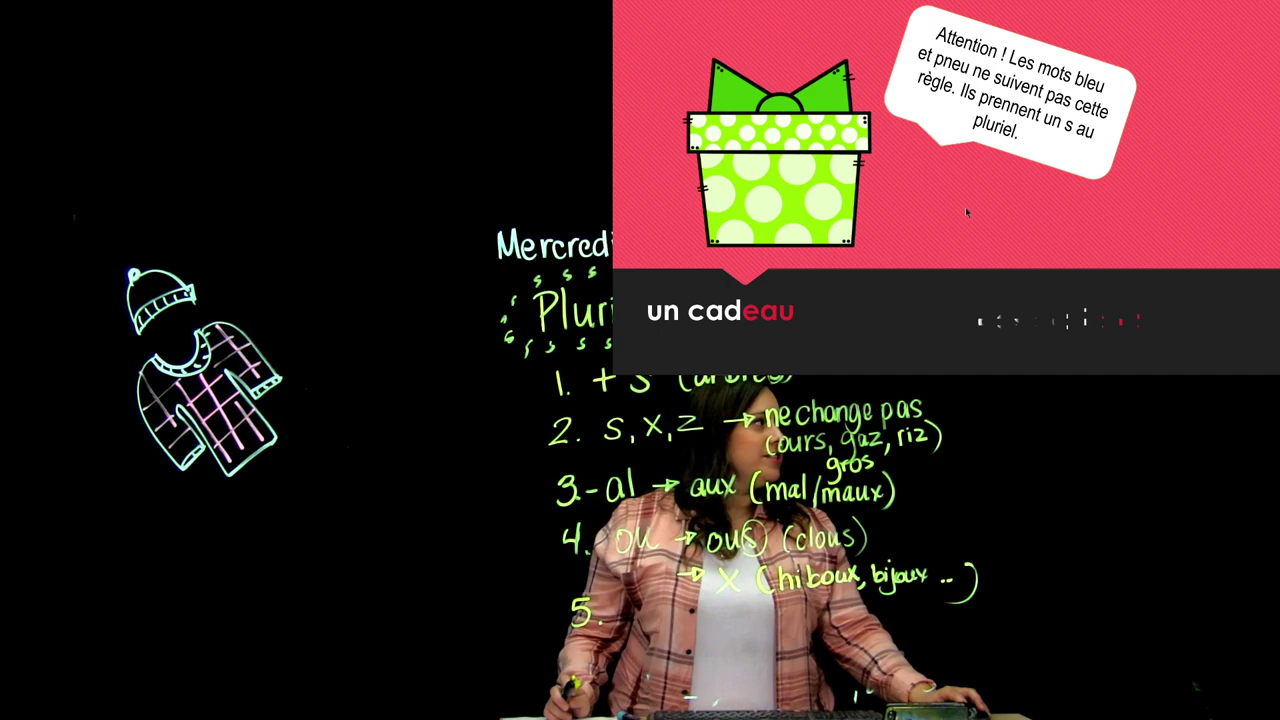 Attention ! Les mots bleu
et pneu ne suivent pas cette
règle. Ils prennent un s au
pluriel.
un cadeau
Mercredi
s s s
Pluri
s s s
1. + s (arbres)
2. s, x, z → ne change pas
(ours, gaz, riz)
gros
3. -al → aux (mal/maux)
4. ou → ous (clous)
→ x (hiboux, bijoux ..)
5.